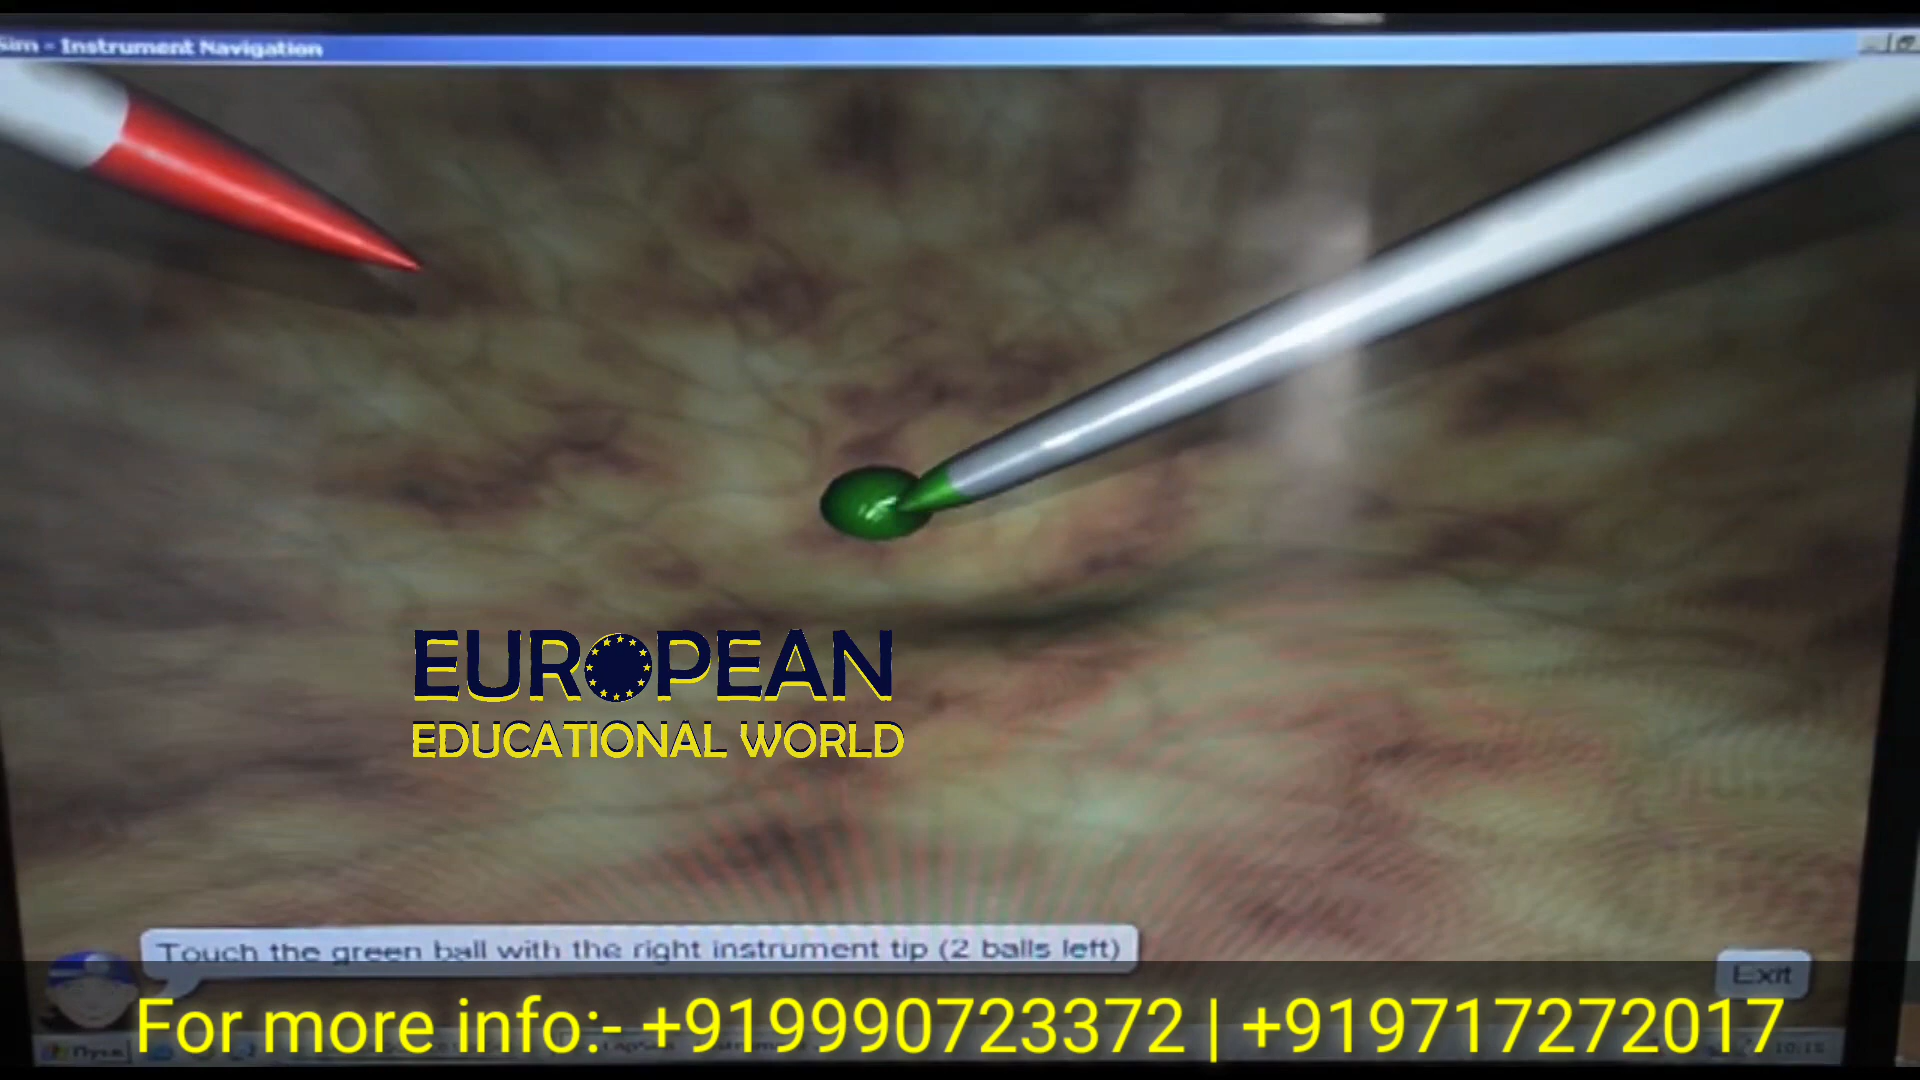 Sim - Instrument Navigation
EUROPEAN
EDUCATIONAL WORLD
Touch the green ball with the right instrument tip (2 balls left)
Exit
For more info:- +919990723372 | +919717272017
Пуск